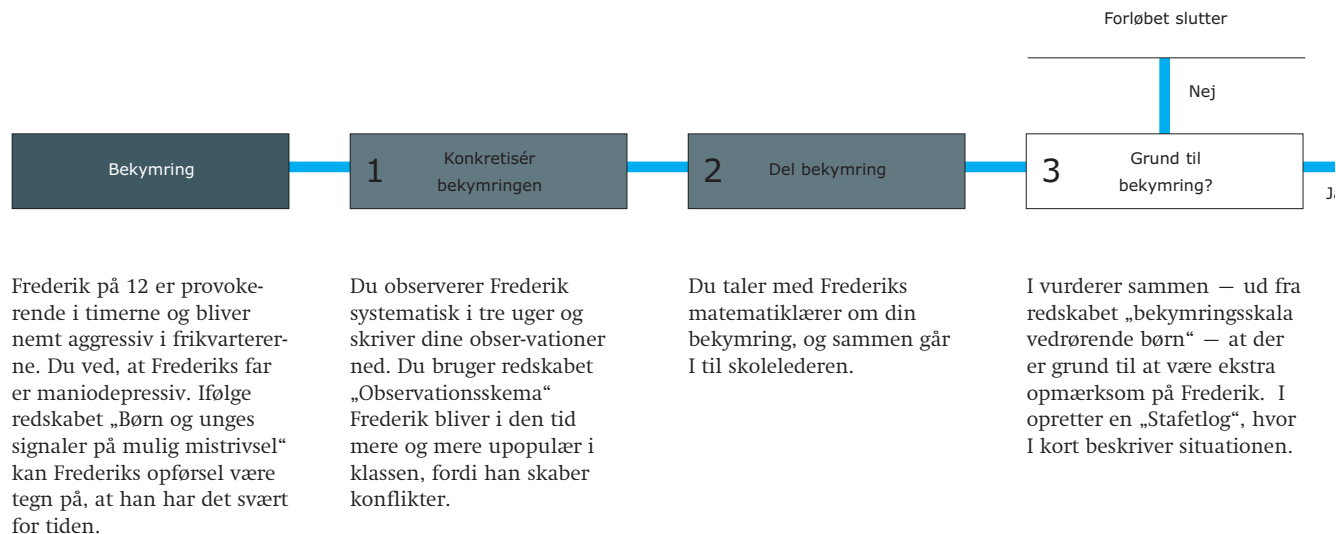 Forløbet slutter
Nej
Bekymring
1
Konkretisér
bekymringen
2
Del bekymring
3
Grund til
bekymring?
Frederik på 12 er provoke-
rende i timerne og bliver
nemt aggressiv i frikvarterer-
ne. Du ved, at Frederiks far
er maniodepressiv. Ifølge
redskabet „Børn og unges
signaler på mulig mistrivsel“
kan Frederiks opførsel være
tegn på, at han har det svært
for tiden.
Du observerer Frederik
systematisk i tre uger og
skriver dine obser-vationer
ned. Du bruger redskabet
„Observationsskema“
Frederik bliver i den tid
mere og mere upopulær i
klassen, fordi han skaber
konflikter.
Du taler med Frederiks
matematiklærer om din
bekymring, og sammen går
I til skolelederen.
I vurderer sammen — ud fra
redskabet „bekymringsskala
vedrørende børn“ — at der
er grund til at være ekstra
opmærksom på Frederik.  I
opretter en „Stafetlog“, hvor
I kort beskriver situationen.